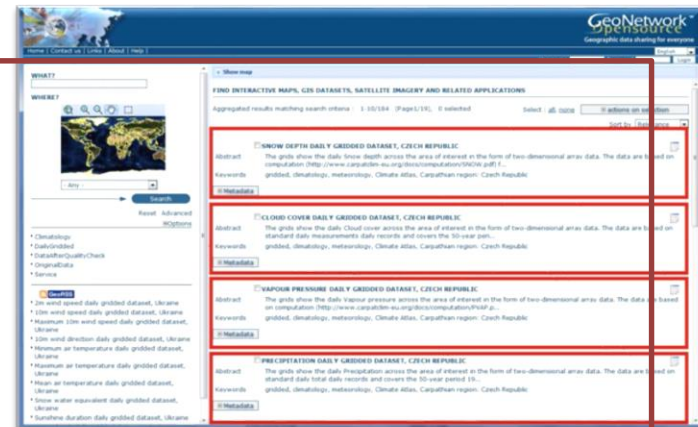 GeoNetwork
Opensource
Geographic data sharing for everyone
Home | Contact us | Links | About | Help |
English
Login
WHAT?
WHERE?
- Any -
Search
Reset Advanced
Options
Climatology
DailyGridded
DataAfterQualityCheck
OriginalData
Service
GeoRSS
2m wind speed daily gridded dataset, Ukraine
10m wind speed daily gridded dataset, Ukraine
Maximum 10m wind speed daily gridded dataset,
Ukraine
10m wind direction daily gridded dataset, Ukraine
Minimum air temperature daily gridded dataset,
Ukraine
Maximum air temperature daily gridded dataset,
Ukraine
Mean air temperature daily gridded dataset,
Ukraine
Snow water equivalent daily gridded dataset,
Ukraine
Sunshine duration daily gridded dataset, Ukraine
Show map
FIND INTERACTIVE MAPS, GIS DATASETS, SATELLITE IMAGERY AND RELATED APPLICATIONS
Aggregated results matching search criteria : 1-10/184 (Page1/19), 0 selected
Select : all, none
actions on selection
Sort by Relevance
SNOW DEPTH DAILY GRIDDED DATASET, CZECH REPUBLIC
Abstract The grids show the daily Snow depth across the area of interest in the form of two-dimensional array data. The data are based on
computation (http://www.carpatclim-eu.org/docs/computation/SNOW.pdf) f...
Keywords gridded, climatology, meteorology, Climate Atlas, Carpathian region: Czech Republic
Metadata
CLOUD COVER DAILY GRIDDED DATASET, CZECH REPUBLIC
Abstract The grids show the daily Cloud cover across the area of interest in the form of two-dimensional array data. The data are based on
standard daily measurements daily records and covers the 50-year peri...
Keywords gridded, climatology, meteorology, Climate Atlas, Carpathian region: Czech Republic
Metadata
VAPOUR PRESSURE DAILY GRIDDED DATASET, CZECH REPUBLIC
Abstract The grids show the daily Vapour pressure across the area of interest in the form of two-dimensional array data. The data are based
on computation (http://www.carpatclim-eu.org/docs/computation/PVAP.p...
Keywords gridded, climatology, meteorology, Climate Atlas, Carpathian region: Czech Republic
Metadata
PRECIPITATION DAILY GRIDDED DATASET, CZECH REPUBLIC
Abstract The grids show the daily Precipitation across the area of interest in the form of two-dimensional array data. The data are based on
standard daily total daily records and covers the 50-year period 19...
Keywords gridded, climatology, meteorology, Climate Atlas, Carpathian region: Czech Republic
Metadata